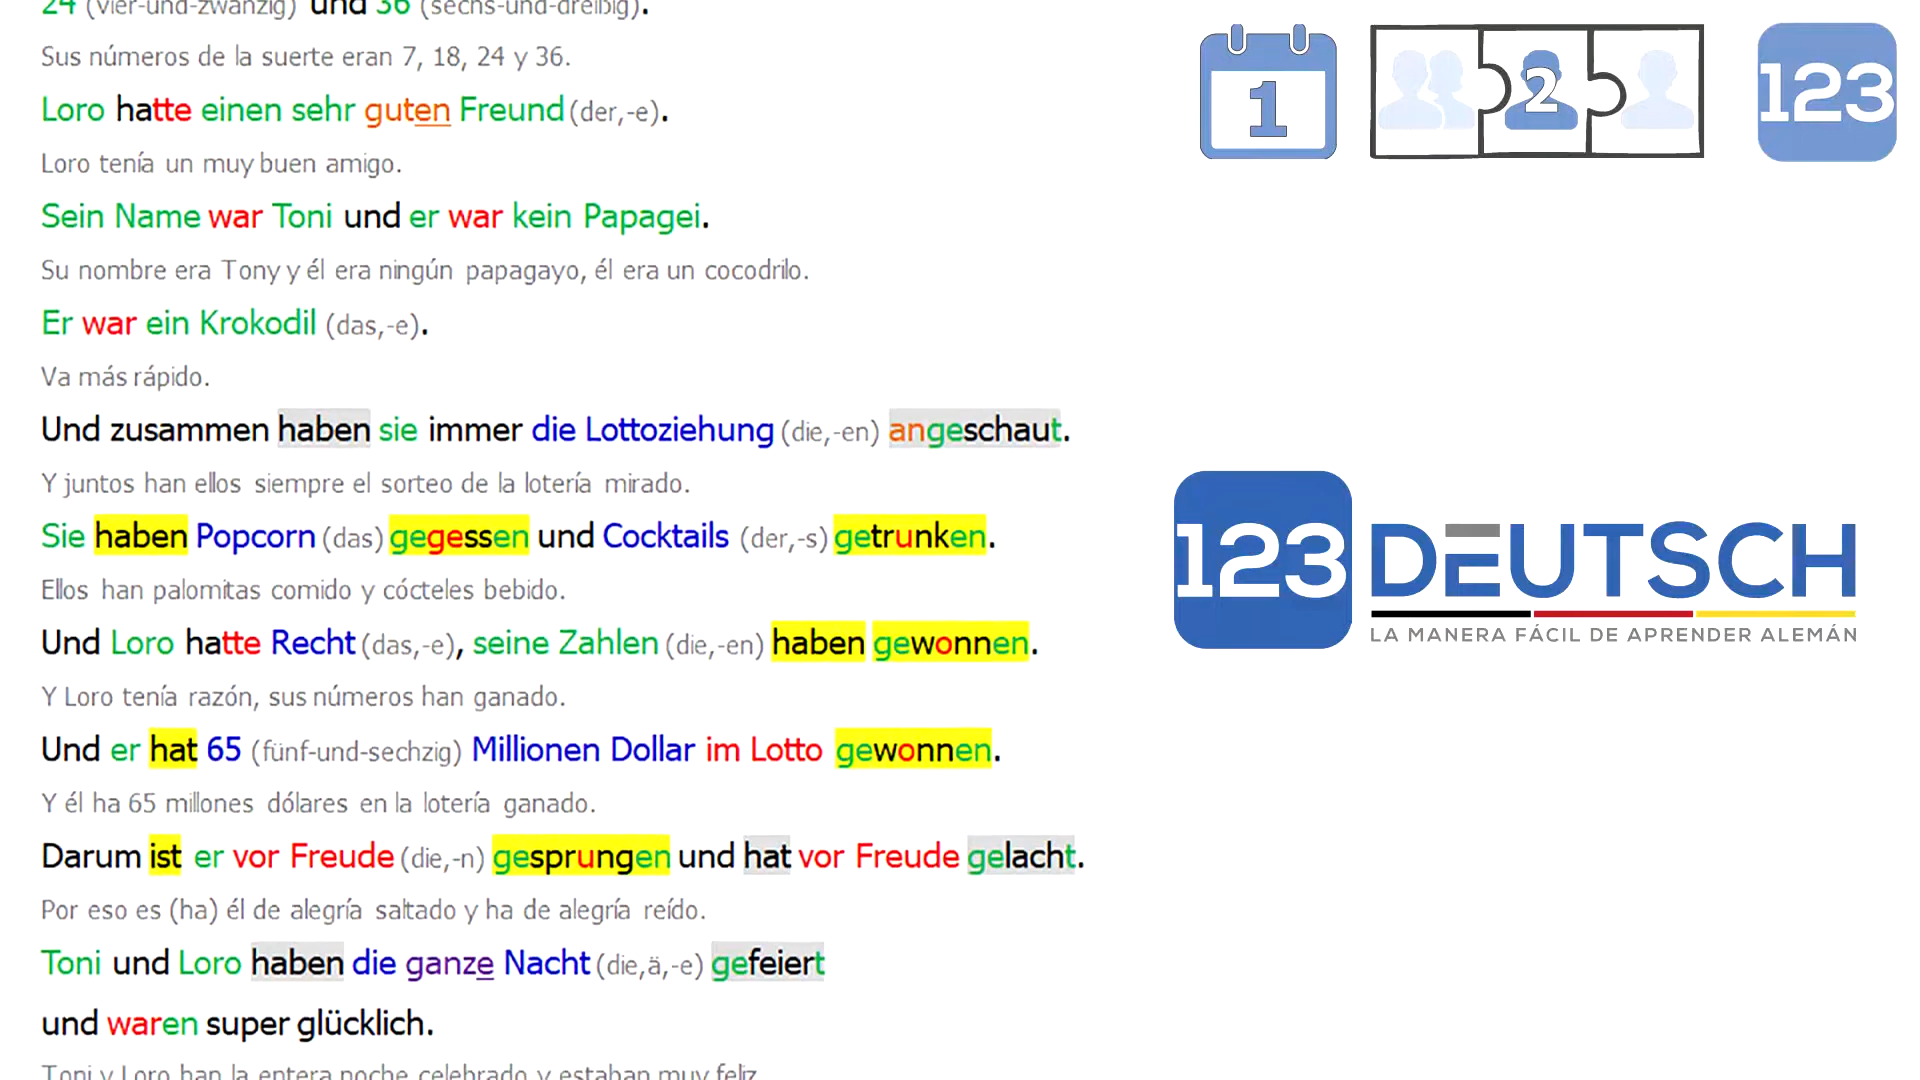 24 (vier-und-zwanzig) und 36 (sechs-und-dreißig).
Sus números de la suerte eran 7, 18, 24 y 36.
Loro hatte einen sehr guten Freund (der,-e).
Loro tenía un muy buen amigo.
Sein Name war Toni und er war kein Papagei.
Su nombre era Tony y él era ningún papagayo, él era un cocodrilo.
Er war ein Krokodil (das,-e).
Va más rápido.
Und zusammen haben sie immer die Lottoziehung (die,-en) angeschaut.
Y juntos han ellos siempre el sorteo de la lotería mirado.
Sie haben Popcorn (das) gegessen und Cocktails (der,-s) getrunken.
Ellos han palomitas comido y cócteles bebido.
Und Loro hatte Recht (das,-e), seine Zahlen (die,-en) haben gewonnen.
Y Loro tenía razón, sus números han ganado.
Und er hat 65 (fünf-und-sechzig) Millionen Dollar im Lotto gewonnen.
Y él ha 65 millones dólares en la lotería ganado.
Darum ist er vor Freude (die,-n) gesprungen und hat vor Freude gelacht.
Por eso es (ha) él de alegría saltado y ha de alegría reído.
Toni und Loro haben die ganze Nacht (die,ä,-e) gefeiert
und waren super glücklich.
Toni y Loro han la entera noche celebrado y estaban muy feliz
1
2
123
123 DEUTSCH
LA MANERA FÁCIL DE APRENDER ALEMÁN